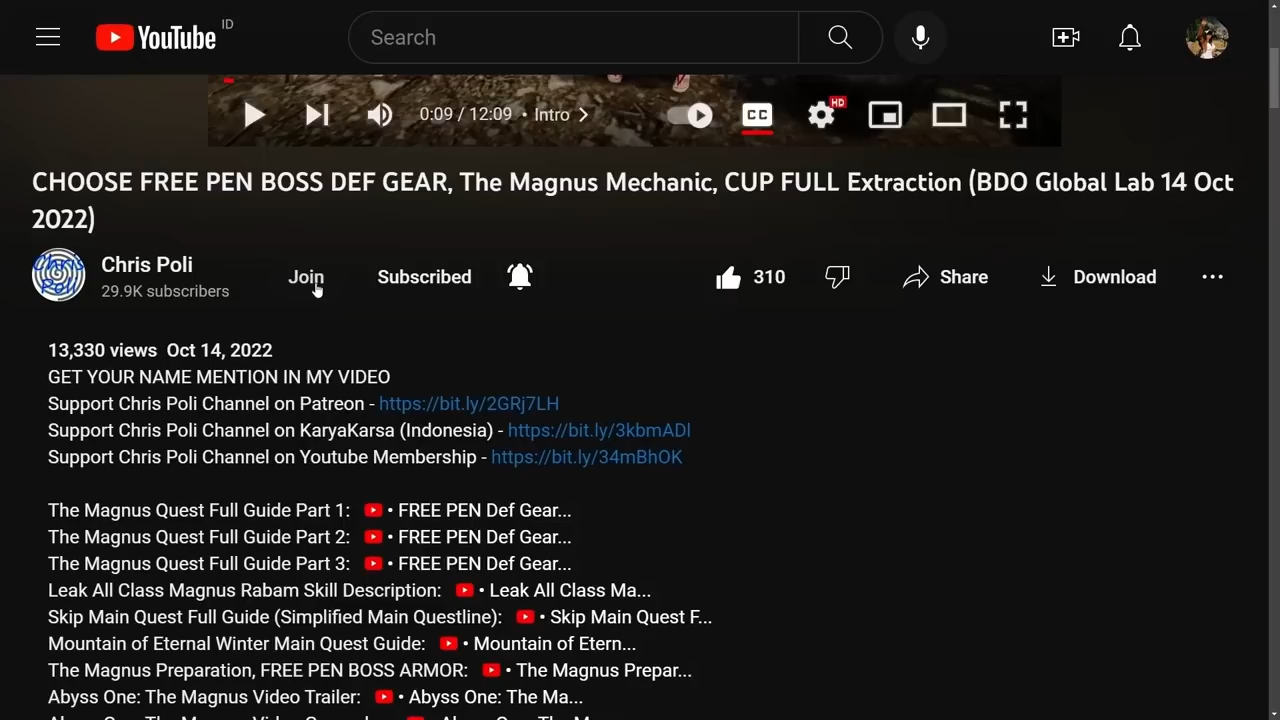 YouTube ID
Search
0:09 / 12:09 • Intro
CC
HD
CHOOSE FREE PEN BOSS DEF GEAR, The Magnus Mechanic, CUP FULL Extraction (BDO Global Lab 14 Oct
2022)
Chris Poli
Chris Poli
29.9K subscribers
Join
Subscribed
310
Share
Download
13,330 views Oct 14, 2022
GET YOUR NAME MENTION IN MY VIDEO
Support Chris Poli Channel on Patreon - https://bit.ly/2GRj7LH
Support Chris Poli Channel on KaryaKarsa (Indonesia) - https://bit.ly/3kbmADl
Support Chris Poli Channel on Youtube Membership - https://bit.ly/34mBhOK
The Magnus Quest Full Guide Part 1: • FREE PEN Def Gear...
The Magnus Quest Full Guide Part 2: • FREE PEN Def Gear...
The Magnus Quest Full Guide Part 3: • FREE PEN Def Gear...
Leak All Class Magnus Rabam Skill Description: • Leak All Class Ma...
Skip Main Quest Full Guide (Simplified Main Questline): • Skip Main Quest F...
Mountain of Eternal Winter Main Quest Guide: • Mountain of Etern...
The Magnus Preparation, FREE PEN BOSS ARMOR: • The Magnus Prepar...
Abyss One: The Magnus Video Trailer: • Abyss One: The Ma...